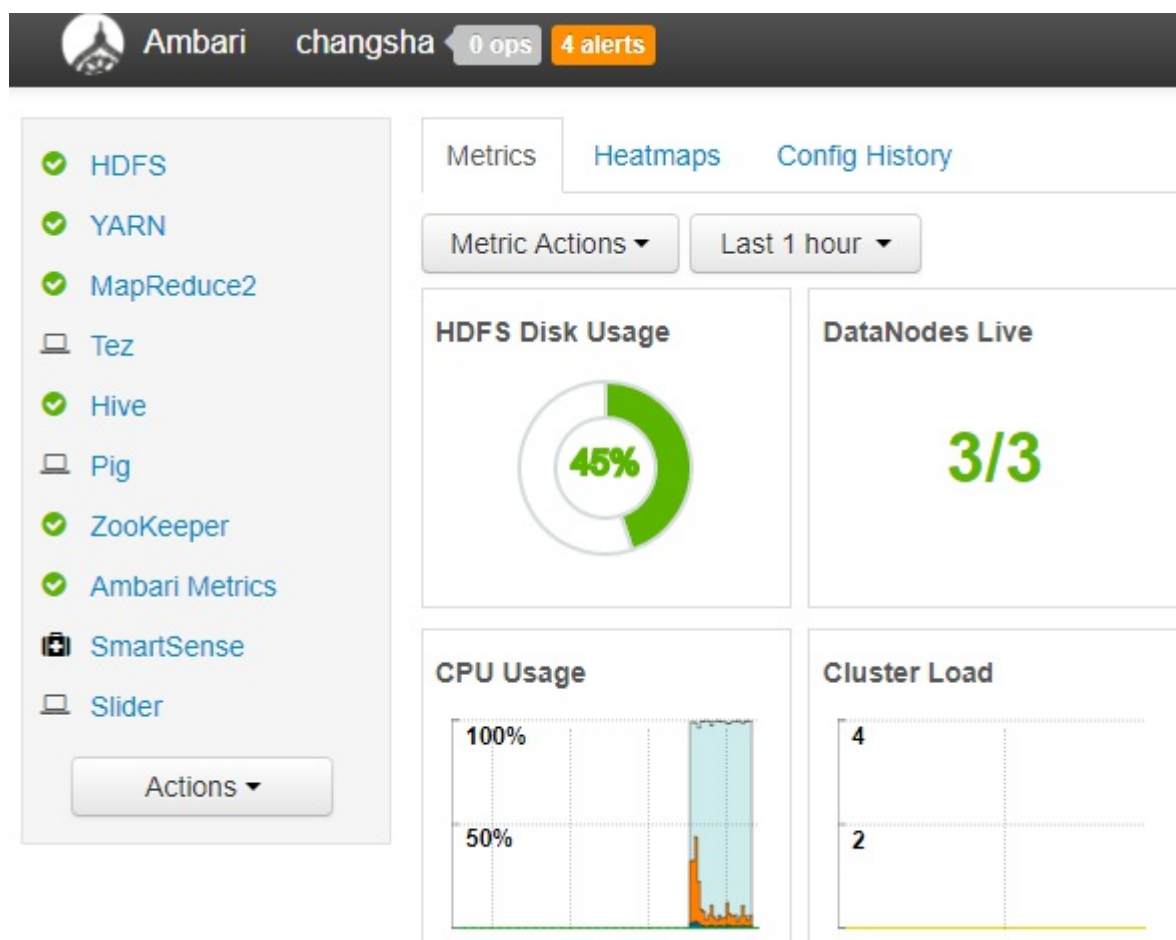 Ambari changsha 0 ops 4 alerts
HDFS
YARN
MapReduce2
Tez
Hive
Pig
ZooKeeper
Ambari Metrics
SmartSense
Slider
Actions
Metrics Heatmaps Config History
Metric Actions Last 1 hour
HDFS Disk Usage
45%
DataNodes Live
3/3
CPU Usage
100%
50%
Cluster Load
4
2